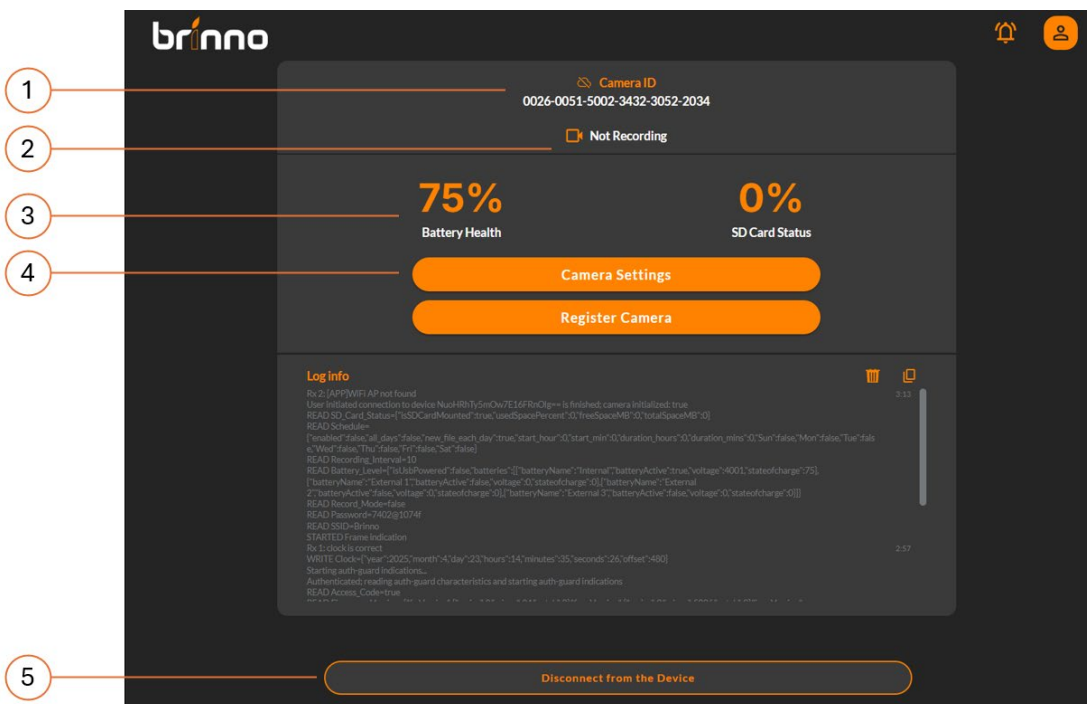 brinno
1
Camera ID
0026-0051-5002-3432-3052-2034
2
Not Recording
3
75%
0%
Battery Health
SD Card Status
4
Camera Settings
Register Camera
Log info
Rx 2: [APP]WiFi AP not found
3:13
User initiated connection to device NuoHRhTy5mOw7E16FRnOlg== is finished; camera initialized: true
READ SD_Card_Status={"isSDCardMounted":true,"usedSpacePercent":0,"freeSpaceMB":0,"totalSpaceMB":0}
READ Schedule=
{"enabled":false,"all_days":false,"new_file_each_day":true,"start_hour":0,"start_min":0,"duration_hours":0,"duration_mins":0,"Sun":false,"Mon":false,"Tue":fals
e,"Wed":false,"Thu":false,"Fri":false,"Sat":false}
READ Recording_Interval=10
READ Battery_Level={"isUsbPowered":false,"batteries":[{"batteryName":"Internal","batteryActive":true,"voltage":4001,"stateofcharge":75},
{"batteryName":"External 1","batteryActive":false,"voltage":0,"stateofcharge":0},{"batteryName":"External
2","batteryActive":false,"voltage":0,"stateofcharge":0},{"batteryName":"External 3","batteryActive":false,"voltage":0,"stateofcharge":0}]}
READ Record_Mode=false
READ Password=7402@1074f
READ SSID=Brinno
STARTED Frame Indication
Rx 1: clock is correct
2:57
WRITE Clock={"year":2025,"month":4,"day":23,"hours":14,"minutes":35,"seconds":26,"offset":480}
Starting auth-guard indications...
Authenticated; reading auth-guard characteristics and starting auth-guard indications
READ Access_Code=true
5
Disconnect from the Device